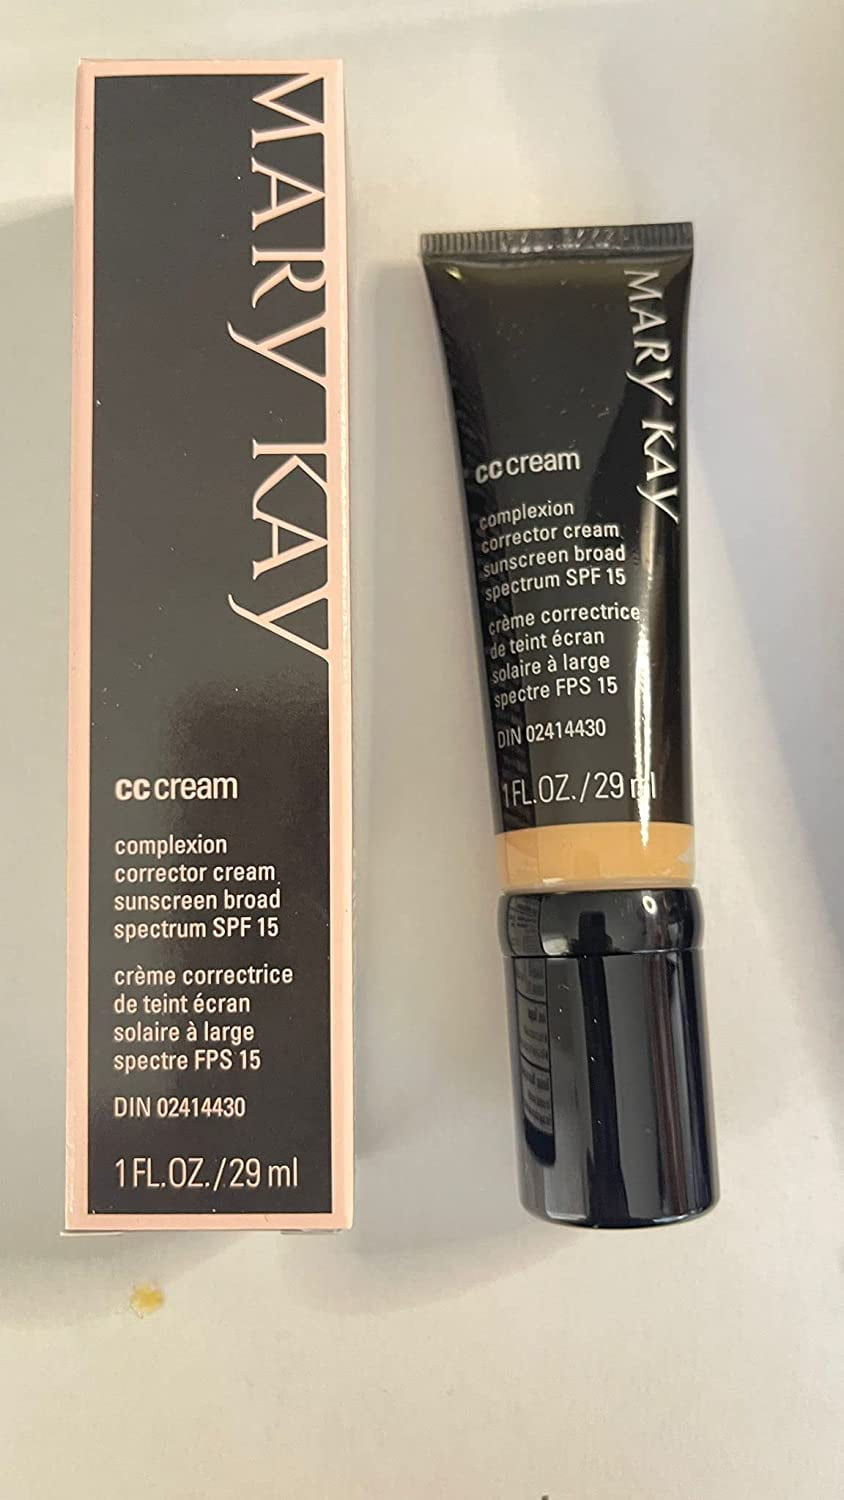 MARY KAY
cc cream
complexion
corrector cream
sunscreen broad
spectrum SPF 15
crème correctrice
de teint écran
solaire à large
spectre FPS 15
DIN 02414430
1 FL.OZ./29 ml
MARY KAY
cc cream
complexion
corrector cream
sunscreen broad
spectrum SPF 15
crème correctrice
de teint écran
solaire à large
spectre FPS 15
DIN 02414430
1 FL.OZ./29 ml